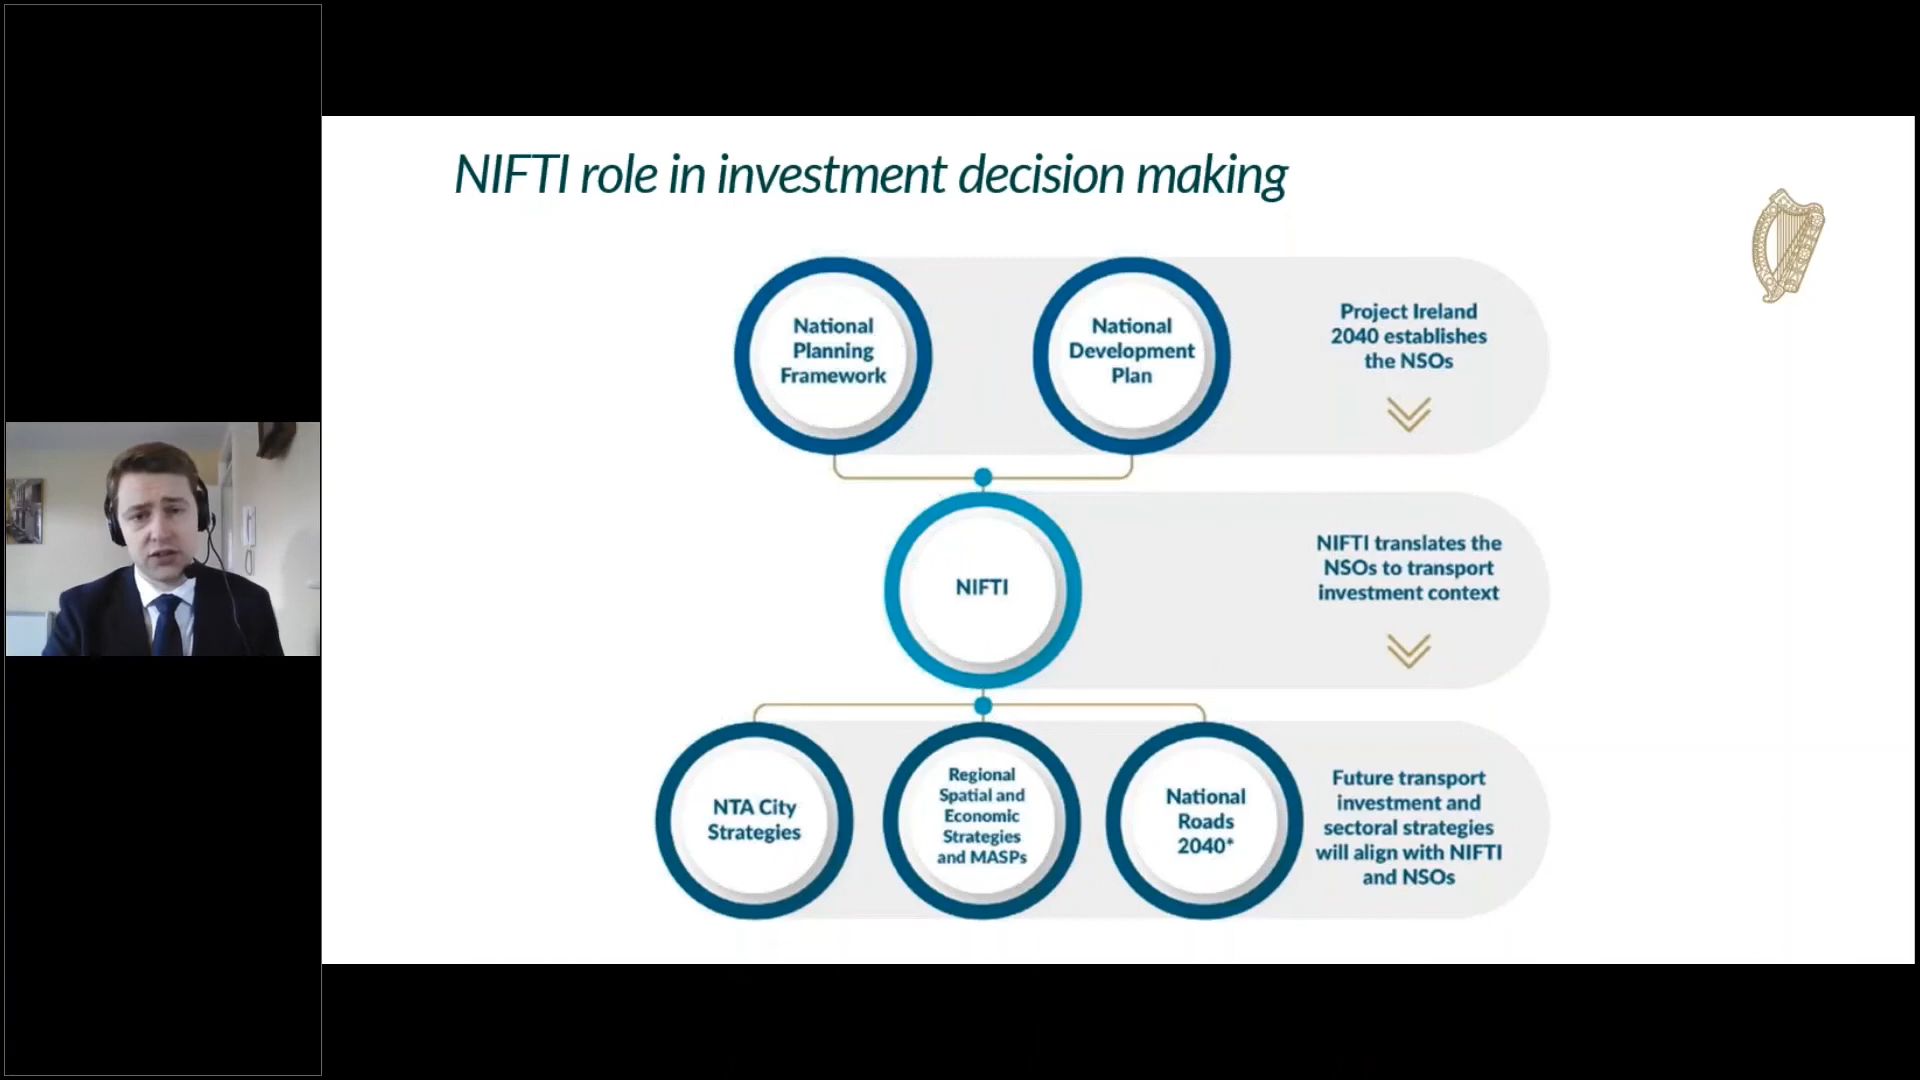 NIFTI role in investment decision making
National
Planning
Framework
National
Development
Plan
Project Ireland
2040 establishes
the NSOs
NIFTI
NIFTI translates the
NSOs to transport
investment context
NTA City
Strategies
Regional
Spatial and
Economic
Strategies
and MASPs
National
Roads
2040*
Future transport
investment and
sectoral strategies
will align with NIFTI
and NSOs